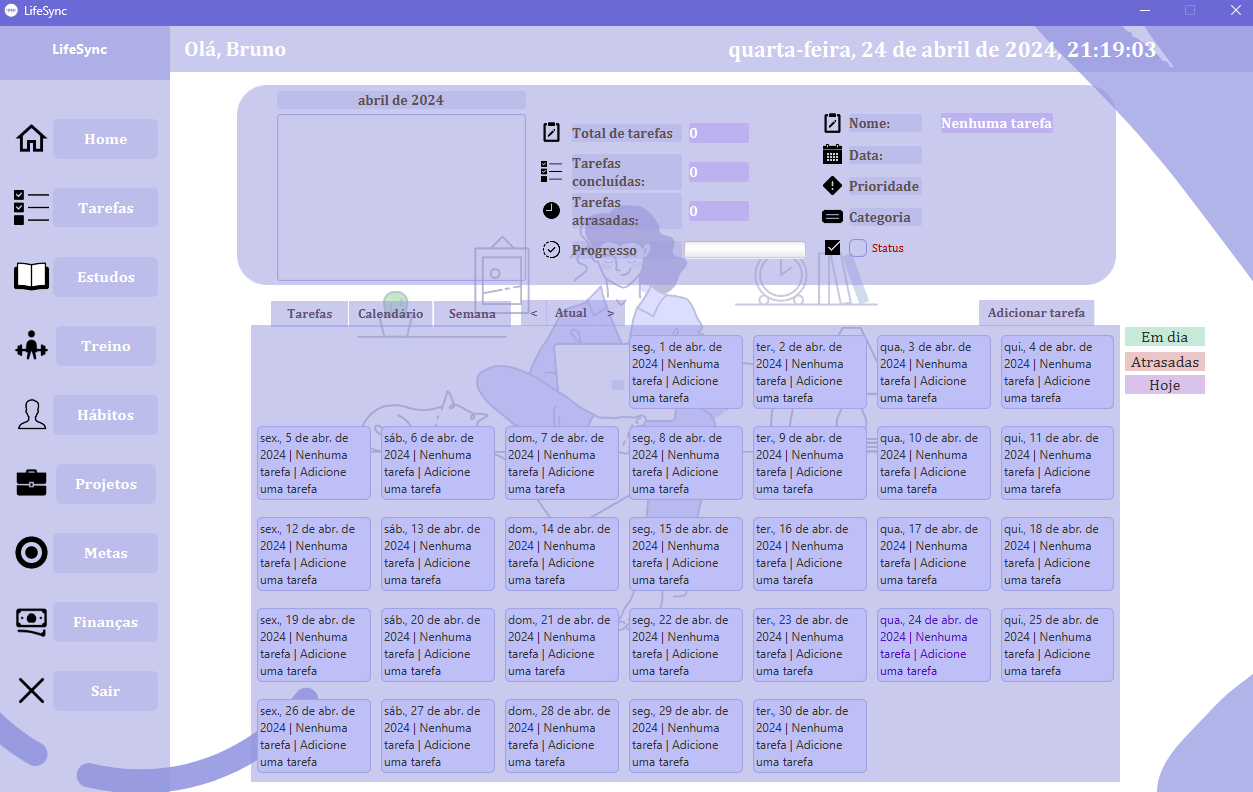 LifeSync
LifeSync
Olá, Bruno
quarta-feira, 24 de abril de 2024, 21:19:03
Home
Tarefas
Estudos
Treino
Hábitos
Projetos
Metas
Finanças
Sair
abril de 2024
Total de tarefas 0
Tarefas
concluídas: 0
Tarefas
atrasadas: 0
Progresso
Nome: Nenhuma tarefa
Data:
Prioridade
Categoria
Status
Tarefas Calendário Semana < Atual > Adicionar tarefa
Em dia
Atrasadas
Hoje
seg., 1 de abr. de
2024 | Nenhuma
tarefa | Adicione
uma tarefa
ter., 2 de abr. de
2024 | Nenhuma
tarefa | Adicione
uma tarefa
qua., 3 de abr. de
2024 | Nenhuma
tarefa | Adicione
uma tarefa
qui., 4 de abr. de
2024 | Nenhuma
tarefa | Adicione
uma tarefa
sex., 5 de abr. de
2024 | Nenhuma
tarefa | Adicione
uma tarefa
sáb., 6 de abr. de
2024 | Nenhuma
tarefa | Adicione
uma tarefa
dom., 7 de abr. de
2024 | Nenhuma
tarefa | Adicione
uma tarefa
seg., 8 de abr. de
2024 | Nenhuma
tarefa | Adicione
uma tarefa
ter., 9 de abr. de
2024 | Nenhuma
tarefa | Adicione
uma tarefa
qua., 10 de abr. de
2024 | Nenhuma
tarefa | Adicione
uma tarefa
qui., 11 de abr. de
2024 | Nenhuma
tarefa | Adicione
uma tarefa
sex., 12 de abr. de
2024 | Nenhuma
tarefa | Adicione
uma tarefa
sáb., 13 de abr. de
2024 | Nenhuma
tarefa | Adicione
uma tarefa
dom., 14 de abr. de
2024 | Nenhuma
tarefa | Adicione
uma tarefa
seg., 15 de abr. de
2024 | Nenhuma
tarefa | Adicione
uma tarefa
ter., 16 de abr. de
2024 | Nenhuma
tarefa | Adicione
uma tarefa
qua., 17 de abr. de
2024 | Nenhuma
tarefa | Adicione
uma tarefa
qui., 18 de abr. de
2024 | Nenhuma
tarefa | Adicione
uma tarefa
sex., 19 de abr. de
2024 | Nenhuma
tarefa | Adicione
uma tarefa
sáb., 20 de abr. de
2024 | Nenhuma
tarefa | Adicione
uma tarefa
dom., 21 de abr. de
2024 | Nenhuma
tarefa | Adicione
uma tarefa
seg., 22 de abr. de
2024 | Nenhuma
tarefa | Adicione
uma tarefa
ter., 23 de abr. de
2024 | Nenhuma
tarefa | Adicione
uma tarefa
qua., 24 de abr. de
2024 | Nenhuma
tarefa | Adicione
uma tarefa
qui., 25 de abr. de
2024 | Nenhuma
tarefa | Adicione
uma tarefa
sex., 26 de abr. de
2024 | Nenhuma
tarefa | Adicione
uma tarefa
sáb., 27 de abr. de
2024 | Nenhuma
tarefa | Adicione
uma tarefa
dom., 28 de abr. de
2024 | Nenhuma
tarefa | Adicione
uma tarefa
seg., 29 de abr. de
2024 | Nenhuma
tarefa | Adicione
uma tarefa
ter., 30 de abr. de
2024 | Nenhuma
tarefa | Adicione
uma tarefa